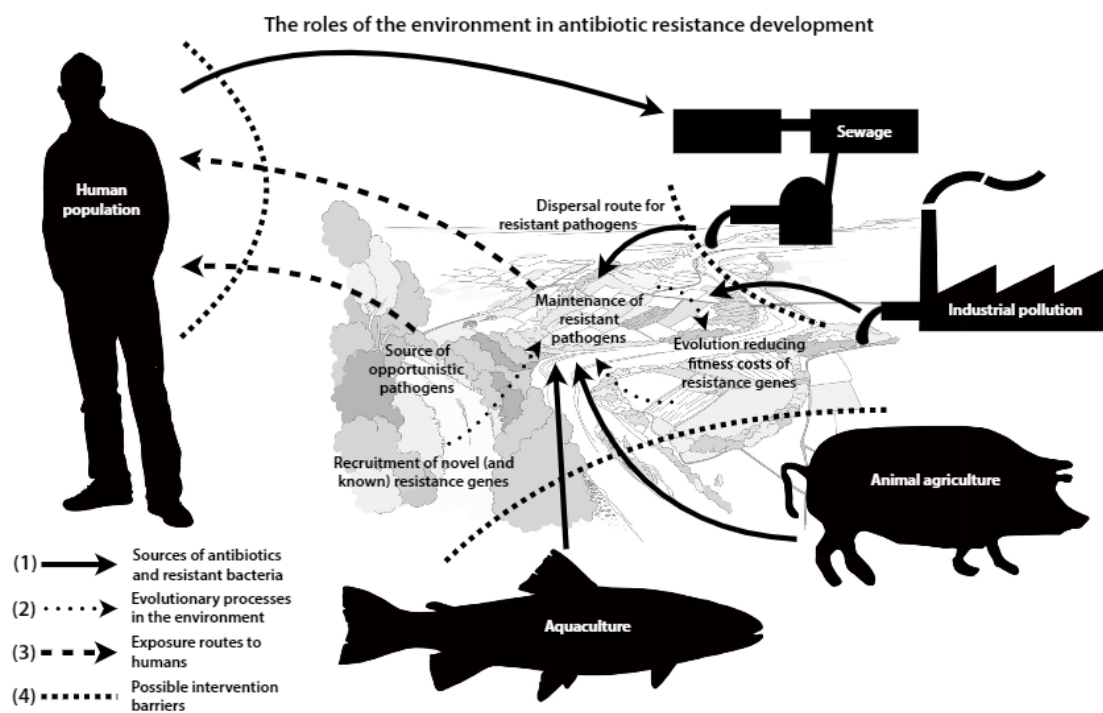 The roles of the environment in antibiotic resistance development
Sewage
Human
population
Dispersal route for
resistant pathogens
Industrial pollution
Maintenance of
resistant
pathogens
Source of
opportunistic
pathogens
Evolution reducing
fitness costs of
resistance genes
Recruitment of novel (and
known) resistance genes
Animal agriculture
Aquaculture
(1) Sources of antibiotics
and resistant bacteria
(2) Evolutionary processes
in the environment
(3) Exposure routes to
humans
(4) Possible intervention
barriers